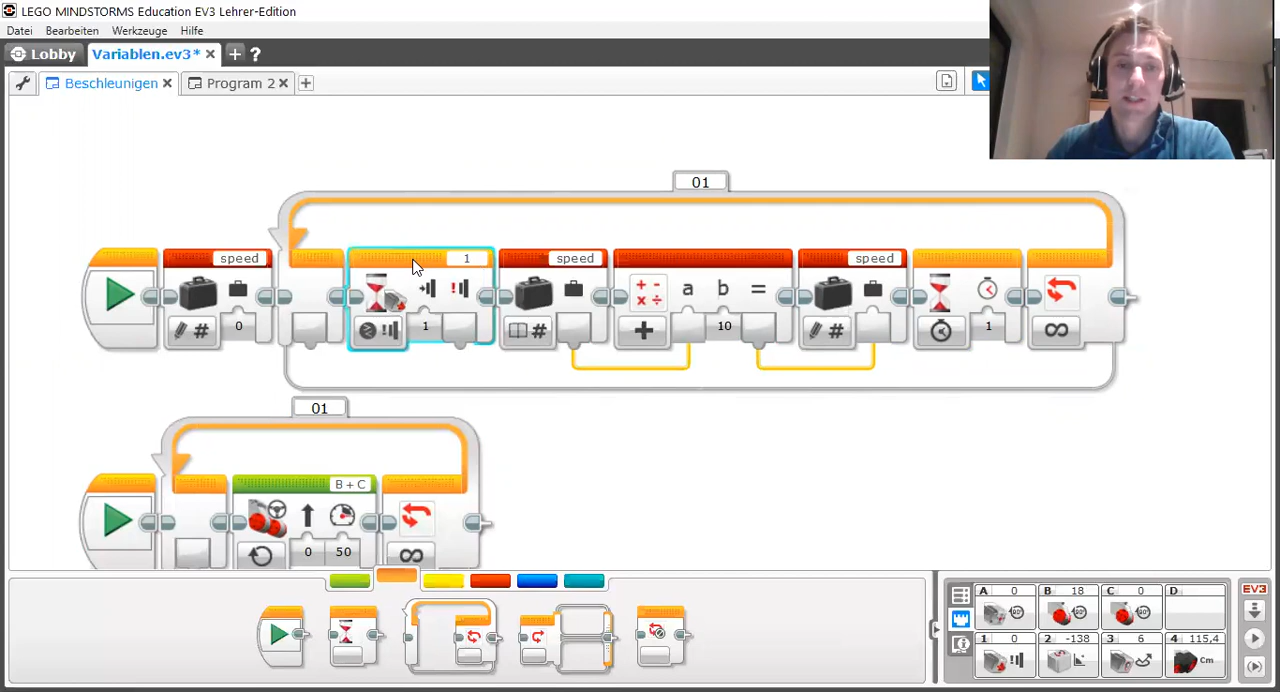 LEGO MINDSTORMS Education EV3 Lehrer-Edition
Datei Bearbeiten Werkzeuge Hilfe
Lobby Variablen.ev3* + ?
Beschleunigen Program 2 +
01
speed 1 speed speed
a b =
# 0 1 # + 10 # 1 ∞
01
B + C
0 50 ∞
EV3
A 0 B 18 C 0 D
1 0 2 -138 3 6 4 115,4
Cm